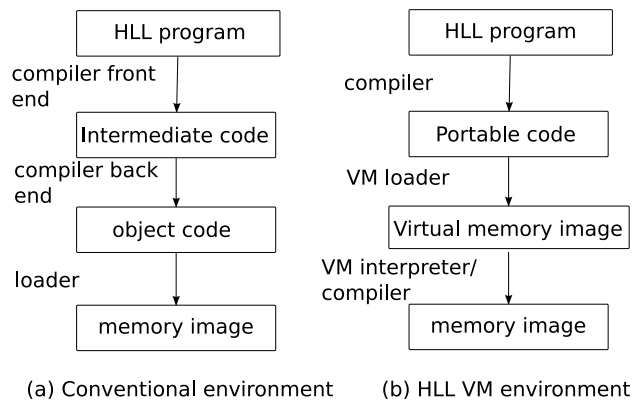 HLL program
compiler front
end
Intermediate code
compiler back
end
object code
loader
memory image
(a) Conventional environment
HLL program
compiler
Portable code
VM loader
Virtual memory image
VM interpreter/
compiler
memory image
(b) HLL VM environment